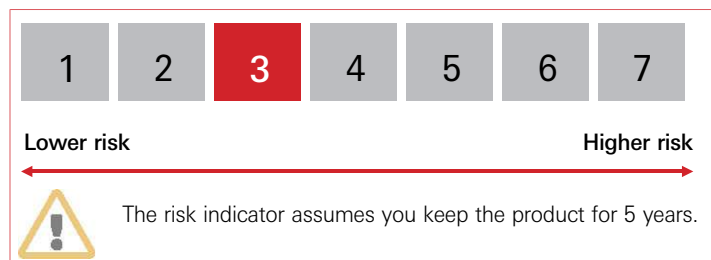 1 2 3 4 5 6 7
Lower risk Higher risk
The risk indicator assumes you keep the product for 5 years.